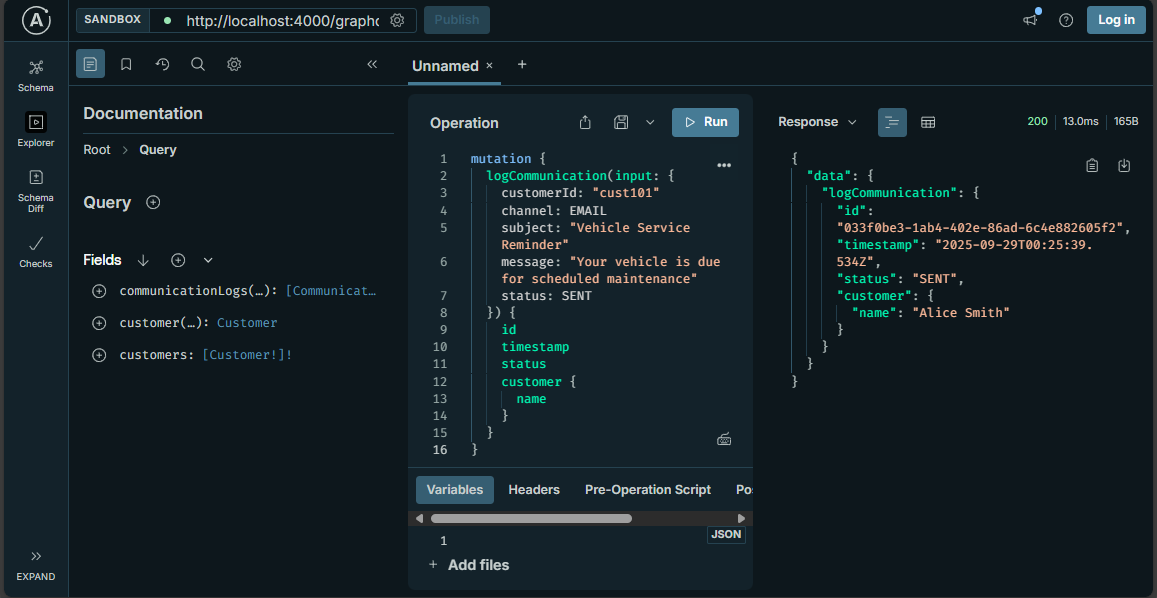 SANDBOX
http://localhost:4000/graphq
Publish
Log in
Schema
Explorer
Schema
Diff
Checks
EXPAND
Documentation
Root > Query
Query
Fields
communicationLogs(…): [Communicat…
customer(…): Customer
customers: [Customer!]!
Unnamed × +
Operation
Run
1 mutation {
2 logCommunication(input: {
3 customerId: "cust101"
4 channel: EMAIL
5 subject: "Vehicle Service
Reminder"
6 message: "Your vehicle is due
for scheduled maintenance"
7 status: SENT
8 }) {
9 id
10 timestamp
11 status
12 customer {
13 name
14 }
15 }
16 }
Variables Headers Pre-Operation Script Pos
JSON
1
+ Add files
Response
200 13.0ms 165B
{
"data": {
"logCommunication": {
"id":
"033f0be3-1ab4-402e-86ad-6c4e882605f2",
"timestamp": "2025-09-29T00:25:39.
534Z",
"status": "SENT",
"customer": {
"name": "Alice Smith"
}
}
}
}